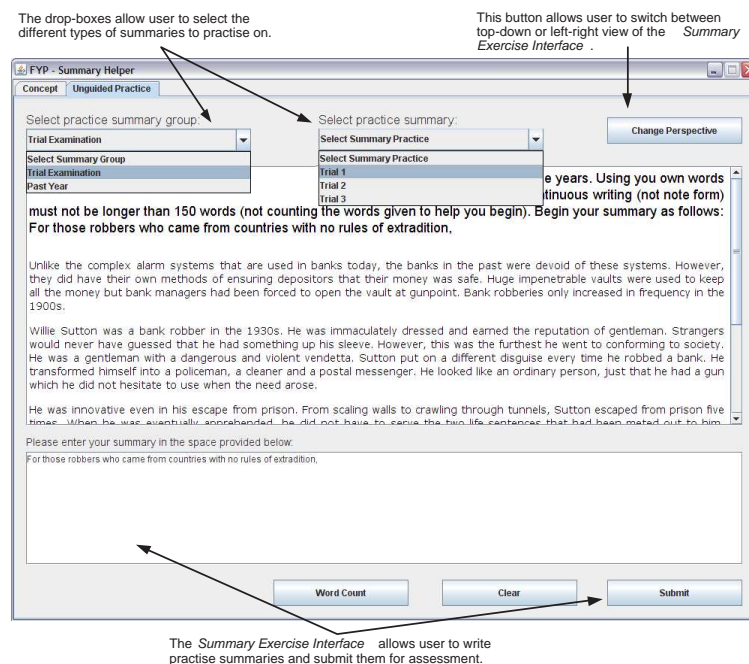 The drop-boxes allow user to select the
different types of summaries to practise on.
This button allows user to switch between
top-down or left-right view of the Summary
Exercise Interface .
FYP - Summary Helper
Concept Unguided Practice
Select practice summary group:
Select practice summary:
Trial Examination
Select Summary Practice
Change Perspective
Select Summary Group
Trial Examination
Past Year
Select Summary Practice
Trial 1
Trial 2
Trial 3
e years. Using you own words
ntinuous writing (not note form)
must not be longer than 150 words (not counting the words given to help you begin). Begin your summary as follows:
For those robbers who came from countries with no rules of extradition,
Unlike the complex alarm systems that are used in banks today, the banks in the past were devoid of these systems. However,
they did have their own methods of ensuring depositors that their money was safe. Huge impenetrable vaults were used to keep
all the money but bank managers had been forced to open the vault at gunpoint. Bank robberies only increased in frequency in the
1900s.
Willie Sutton was a bank robber in the 1930s. He was immaculately dressed and earned the reputation of gentleman. Strangers
would never have guessed that he had something up his sleeve. However, this was the furthest he went to conforming to society.
He was a gentleman with a dangerous and violent vendetta. Sutton put on a different disguise every time he robbed a bank. He
transformed himself into a policeman, a cleaner and a postal messenger. He looked like an ordinary person, just that he had a gun
which he did not hesitate to use when the need arose.
He was innovative even in his escape from prison. From scaling walls to crawling through tunnels, Sutton escaped from prison five
times. When he was eventually apprehended, he did not have to serve the two life sentences that had been meted out to him.
Please enter your summary in the space provided below:
For those robbers who came from countries with no rules of extradition,
Word Count
Clear
Submit
The Summary Exercise Interface allows user to write
practise summaries and submit them for assessment.